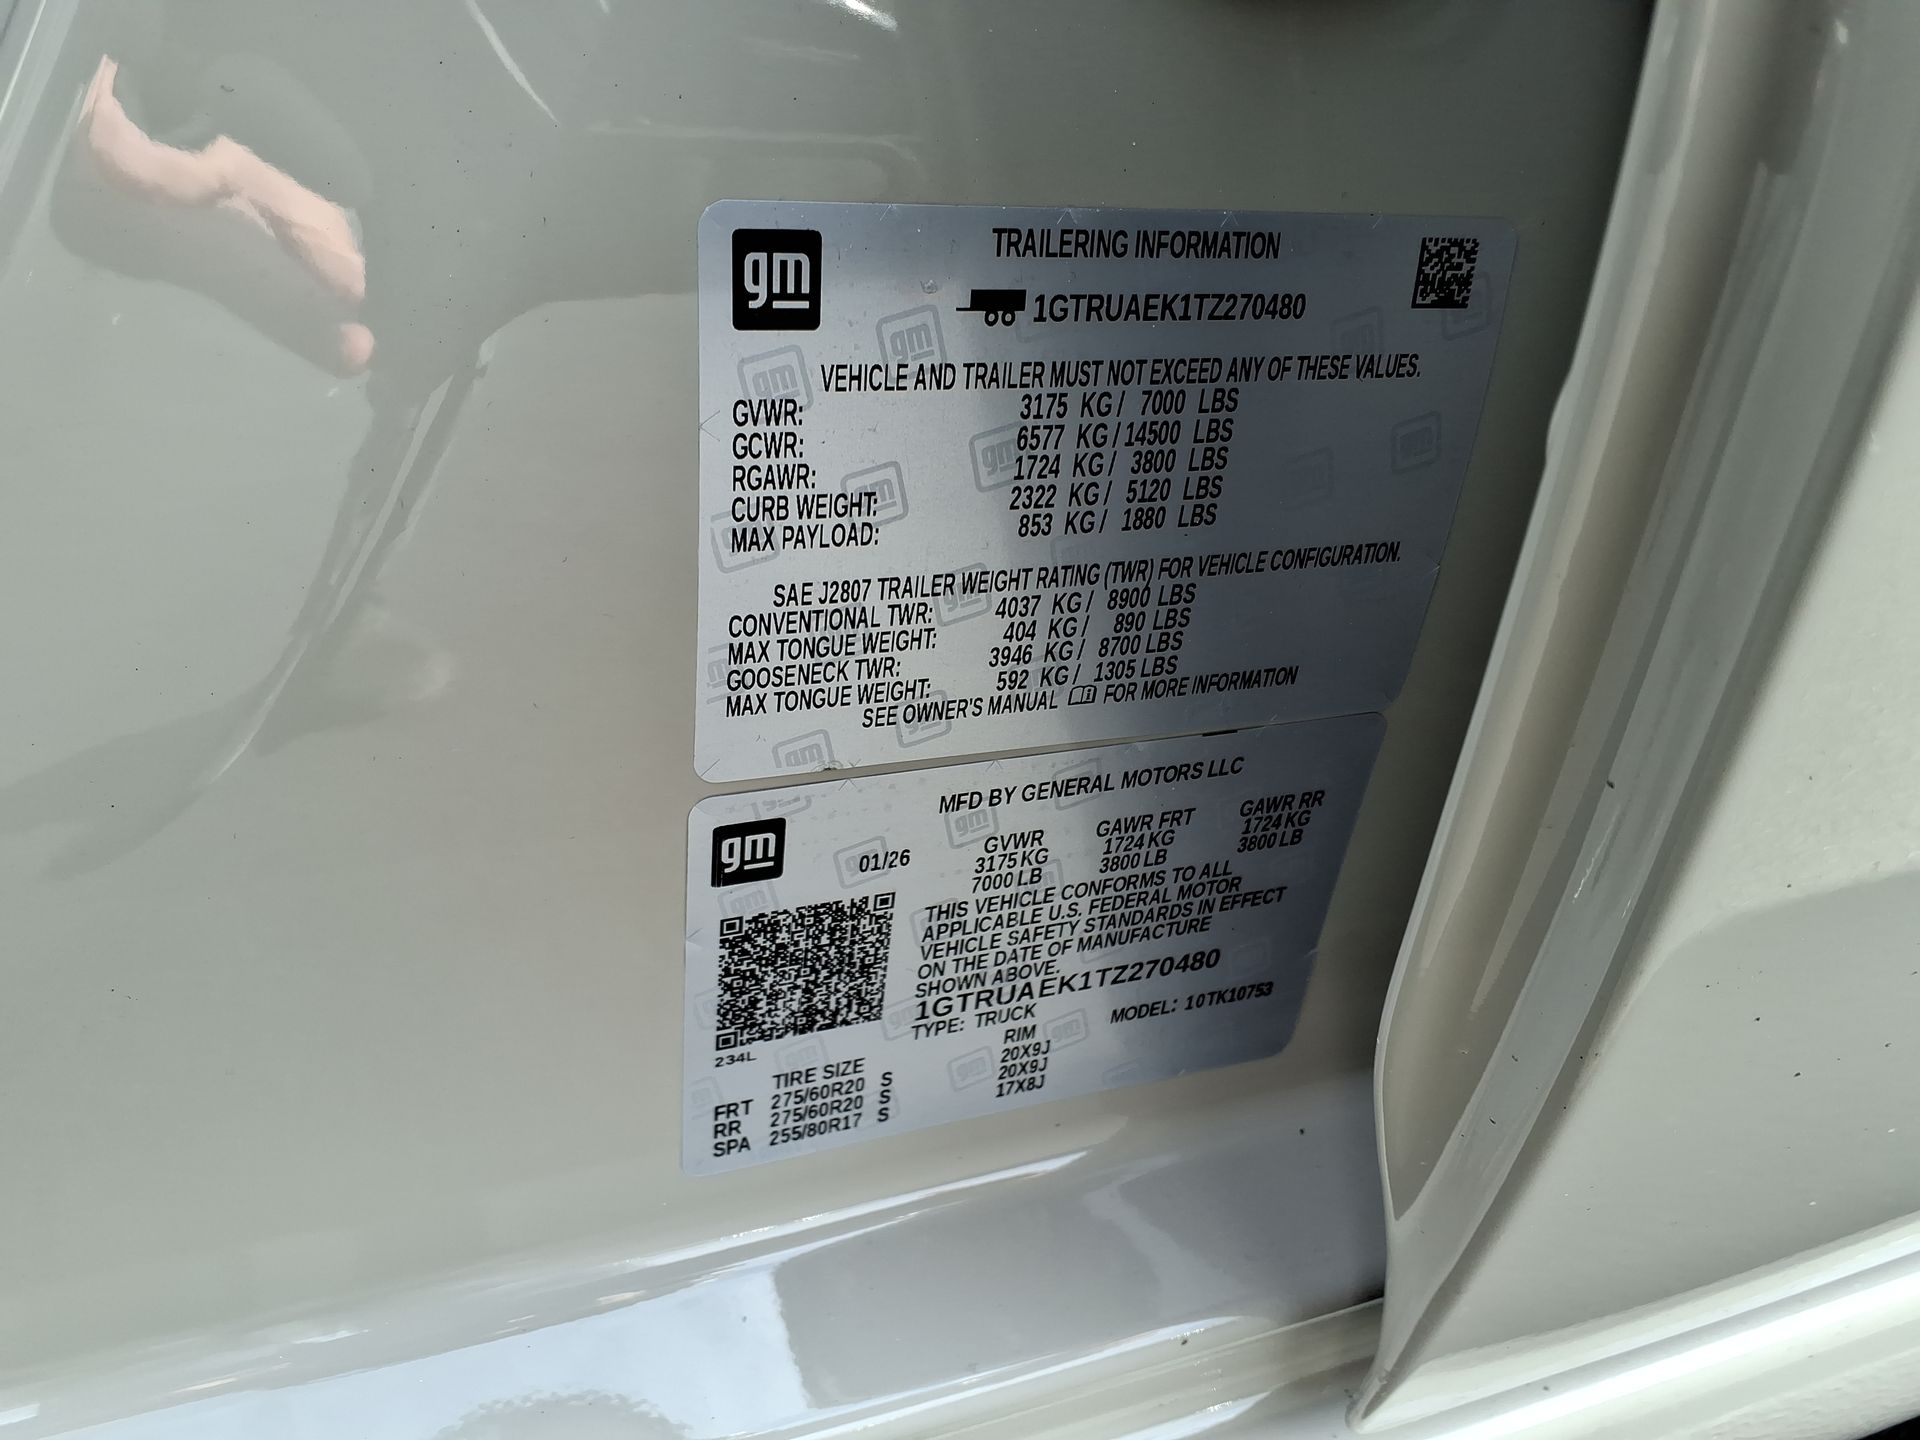 gm
TRAILERING INFORMATION
1GTRUAEK1TZ270480
VEHICLE AND TRAILER MUST NOT EXCEED ANY OF THESE VALUES.
GVWR: 3175 KG/ 7000 LBS
GCWR: 6577 KG/14500 LBS
RGAWR: 1724 KG/ 3800 LBS
CURB WEIGHT: 2322 KG/ 5120 LBS
MAX PAYLOAD: 853 KG/ 1880 LBS
SAE J2807 TRAILER WEIGHT RATING (TWR) FOR VEHICLE CONFIGURATION.
CONVENTIONAL TWR: 4037 KG/ 8900 LBS
MAX TONGUE WEIGHT: 404 KG/ 890 LBS
GOOSENECK TWR: 3946 KG/ 8700 LBS
MAX TONGUE WEIGHT: 592 KG/ 1305 LBS
SEE OWNER'S MANUAL FOR MORE INFORMATION
gm
MFD BY GENERAL MOTORS LLC
01/26
GVWR GAWR FRT GAWR RR
3175 KG 1724 KG 1724 KG
7000 LB 3800 LB 3800 LB
THIS VEHICLE CONFORMS TO ALL
APPLICABLE U.S. FEDERAL MOTOR
VEHICLE SAFETY STANDARDS IN EFFECT
ON THE DATE OF MANUFACTURE
SHOWN ABOVE.
1GTRUAEK1TZ270480
TYPE: TRUCK MODEL: 10TK10753
234L
TIRE SIZE RIM
FRT 275/60R20 S 20X9J
RR 275/60R20 S 20X9J
SPA 255/80R17 S 17X8J